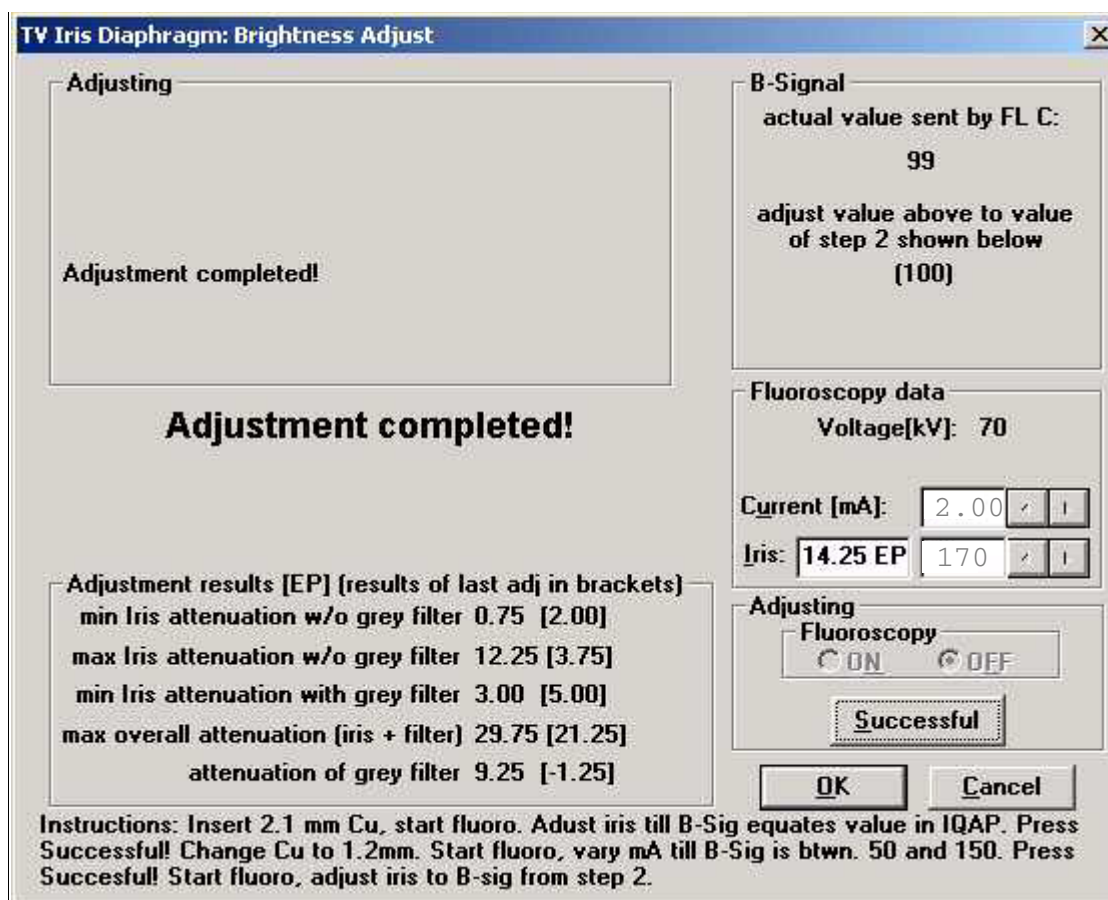 TV Iris Diaphragm: Brightness Adjust
Adjusting
Adjustment completed!
Adjustment completed!
Adjustment results [EP] (results of last adj in brackets)
min Iris attenuation w/o grey filter 0.75 [2.00]
max Iris attenuation w/o grey filter 12.25 [3.75]
min Iris attenuation with grey filter 3.00 [5.00]
max overall attenuation (iris + filter) 29.75 [21.25]
attenuation of grey filter 9.25 [-1.25]
B-Signal
actual value sent by FL C:
99
adjust value above to value
of step 2 shown below
(100)
Fluoroscopy data
Voltage[kV]: 70
Current [mA]: 2.00
Iris: 14.25 EP 170
Adjusting
Fluoroscopy
ON OFF
Successful
OK Cancel
Instructions: Insert 2.1 mm Cu, start fluoro. Adust iris till B-Sig equates value in IQAP. Press
Successful! Change Cu to 1.2mm. Start fluoro, vary mA till B-Sig is btwn. 50 and 150. Press
Succesful! Start fluoro, adjust iris to B-sig from step 2.